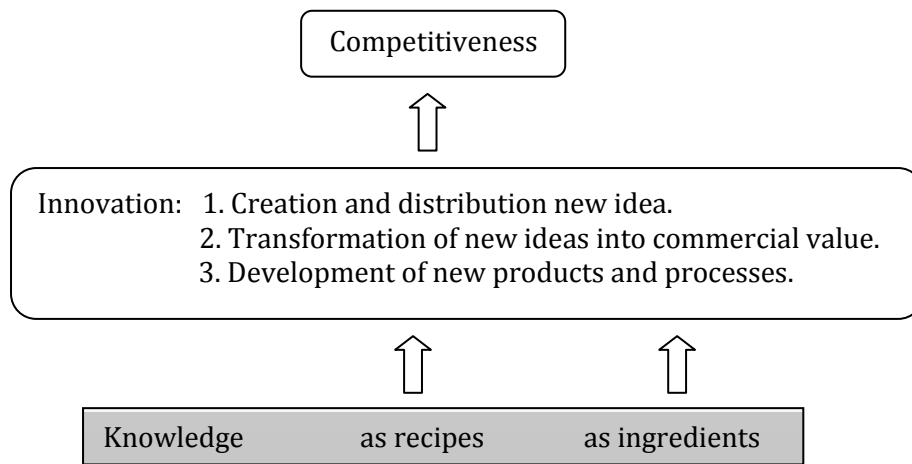 Competitiveness
Innovation: 1. Creation and distribution new idea.
2. Transformation of new ideas into commercial value.
3. Development of new products and processes.
Knowledge as recipes as ingredients